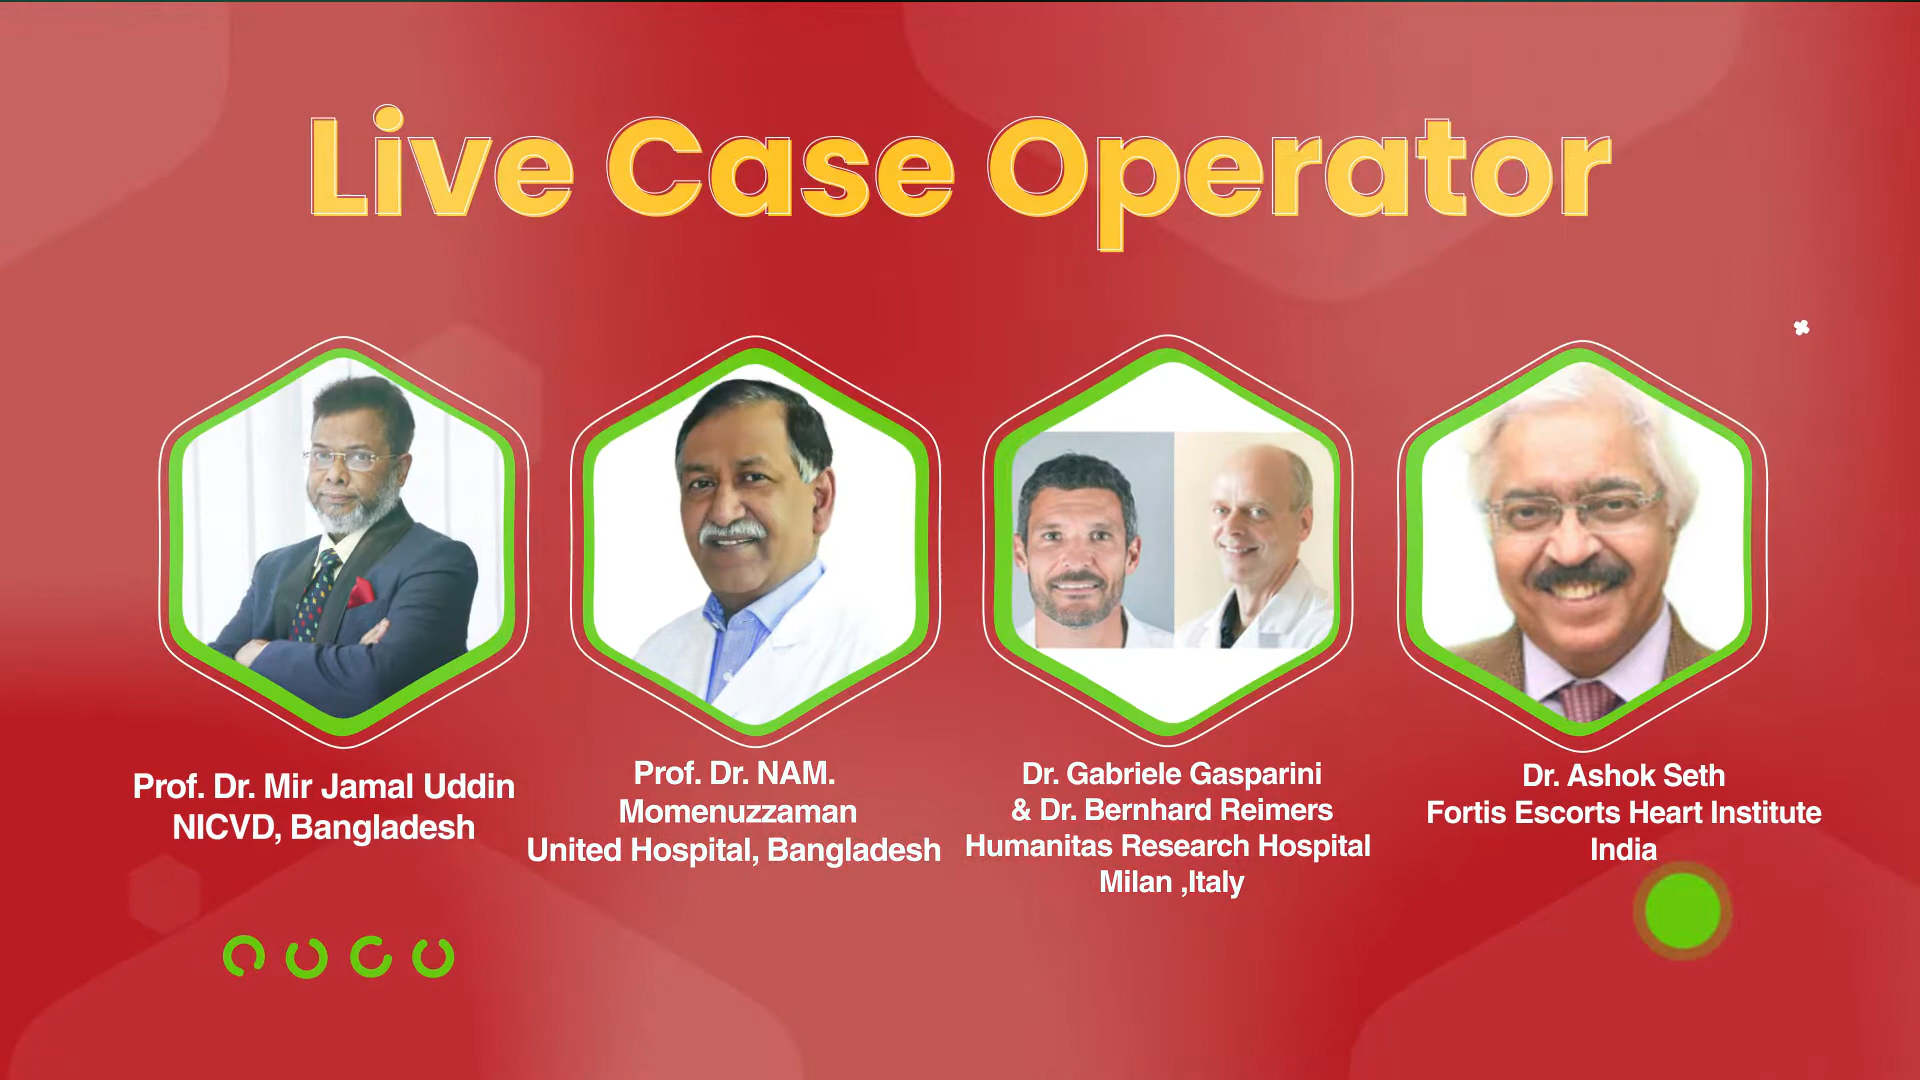 Live Case Operator
Prof. Dr. Mir Jamal Uddin
NICVD, Bangladesh
Prof. Dr. NAM.
Momenuzzaman
United Hospital, Bangladesh
Dr. Gabriele Gasparini
& Dr. Bernhard Reimers
Humanitas Research Hospital
Milan ,Italy
Dr. Ashok Seth
Fortis Escorts Heart Institute
India